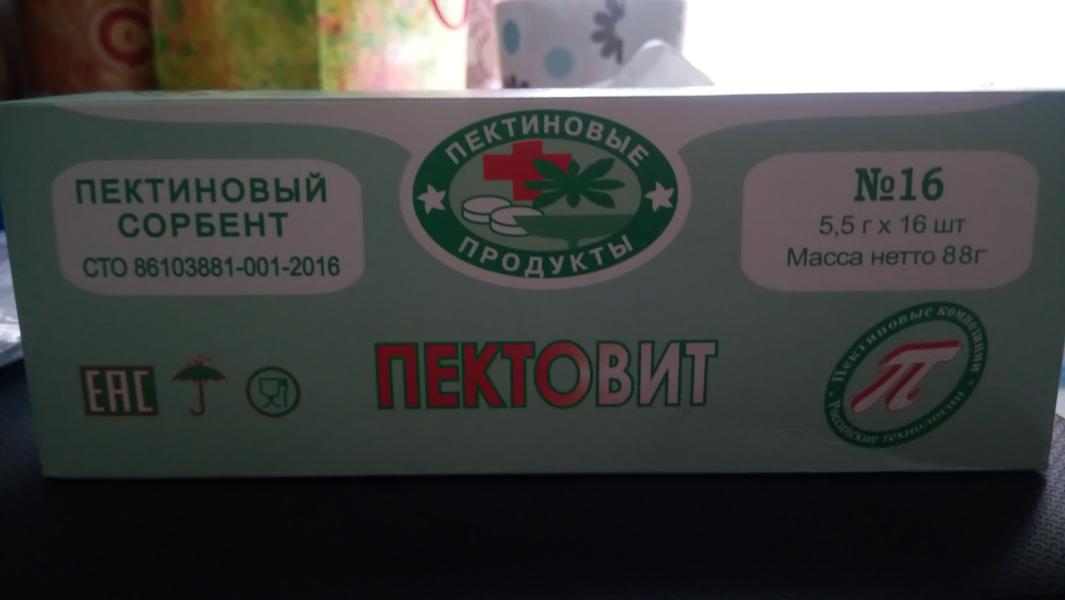 ПЕКТИНОВЫЕ
ПРОДУКТЫ
ПЕКТИНОВЫЙ
СОРБЕНТ
СТО 86103881-001-2016
№16
5,5 г х 16 шт
Масса нетто 88г
ЕАС
ПЕКТОВИТ
Пектиновые композиции
П
Российские технологии